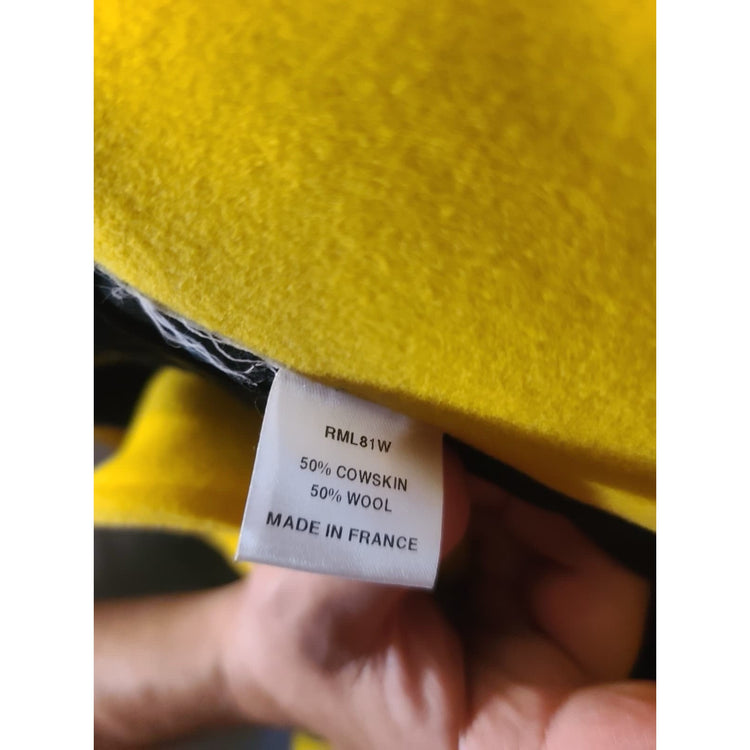 RML81W
50% COWSKIN
50% WOOL
MADE IN FRANCE